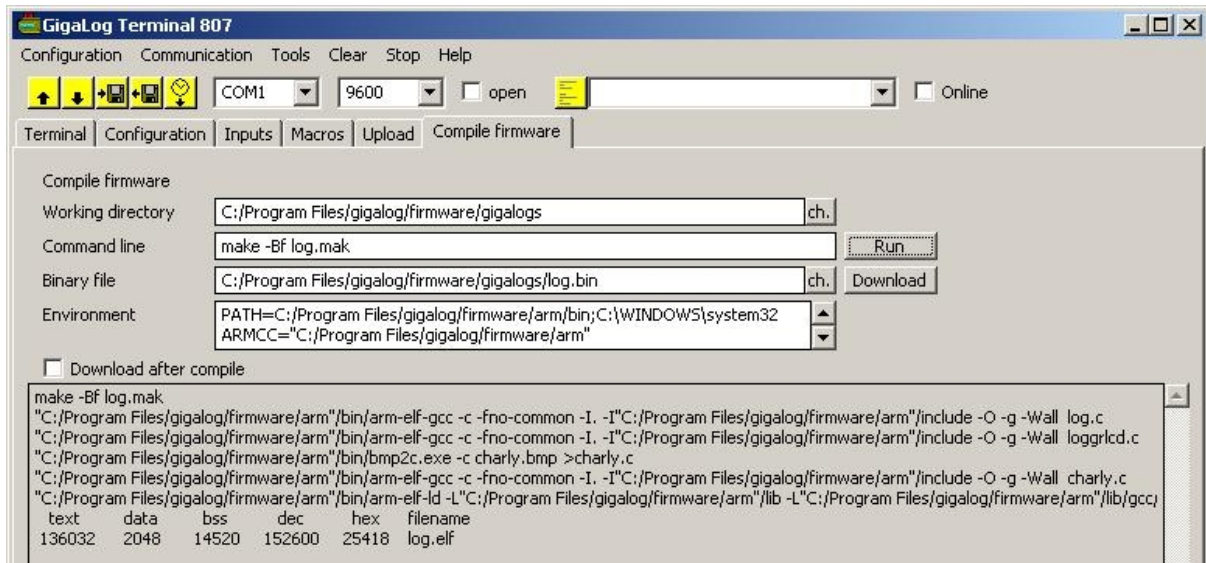 GigaLog Terminal 807
Configuration Communication Tools Clear Stop Help
COM1 9600 open Online
Terminal Configuration Inputs Macros Upload Compile firmware
Compile firmware
Working directory C:/Program Files/gigalog/firmware/gigalogs ch.
Command line make -Bf log.mak Run
Binary file C:/Program Files/gigalog/firmware/gigalogs/log.bin ch. Download
Environment PATH=C:/Program Files/gigalog/firmware/arm/bin;C:\WINDOWS\system32
ARMCC="C:/Program Files/gigalog/firmware/arm"
Download after compile
make -Bf log.mak
"C:/Program Files/gigalog/firmware/arm"/bin/arm-elf-gcc -c -fno-common -I. -I"C:/Program Files/gigalog/firmware/arm"/include -O -g -Wall log.c
"C:/Program Files/gigalog/firmware/arm"/bin/arm-elf-gcc -c -fno-common -I. -I"C:/Program Files/gigalog/firmware/arm"/include -O -g -Wall loggrlcd.c
"C:/Program Files/gigalog/firmware/arm"/bin/bmp2c.exe -c charly.bmp >charly.c
"C:/Program Files/gigalog/firmware/arm"/bin/arm-elf-gcc -c -fno-common -I. -I"C:/Program Files/gigalog/firmware/arm"/include -O -g -Wall charly.c
"C:/Program Files/gigalog/firmware/arm"/bin/arm-elf-ld -L"C:/Program Files/gigalog/firmware/arm"/lib -L"C:/Program Files/gigalog/firmware/arm"/lib/gcc/
text data bss dec hex filename
136032 2048 14520 152600 25418 log.elf